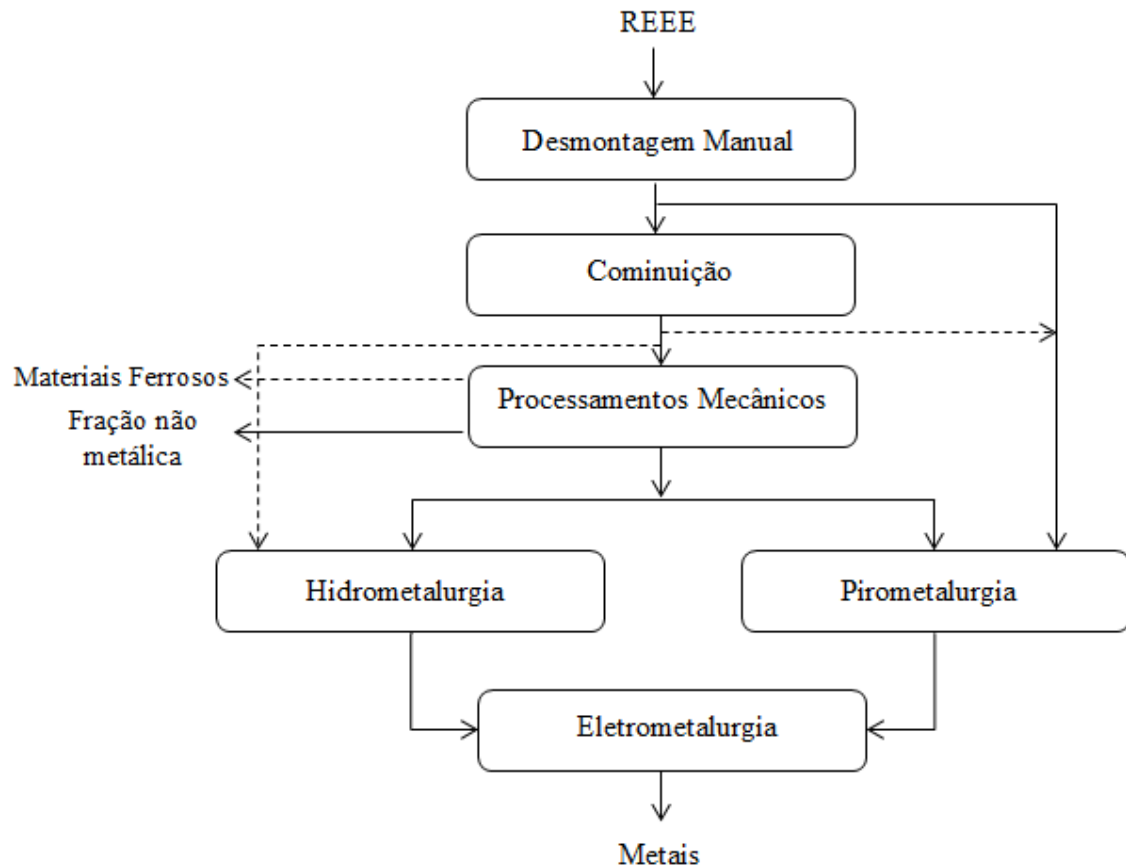 REEE
Desmontagem Manual
Cominuição
Materiais Ferrosos
Processamentos Mecânicos
Fração não
metálica
Hidrometalurgia
Pirometalurgia
Eletrometalurgia
Metais